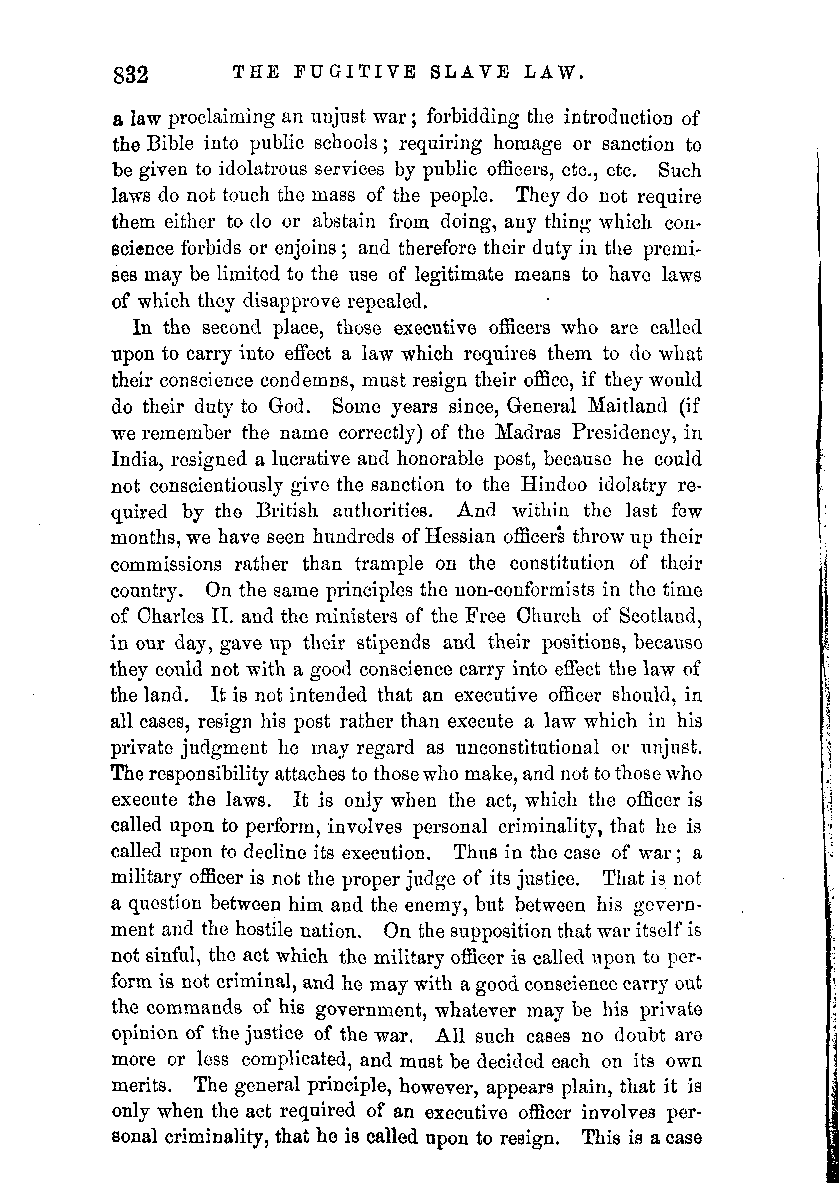 832 THE FUGITIVE SLAVE LAW.
a law proclaiming an unjust war; forbidding the introduction of
the Bible into public schools; requiring homage or sanction to
be given to idolatrous services by public officers, etc., etc. Such
laws do not touch the mass of the people. They do not require
them either to do or abstain from doing, any thing which con-
science forbids or enjoins; and therefore their duty in the premi-
ses may be limited to the use of legitimate means to have laws
of which they disapprove repealed.
In the second place, those executive officers who are called
upon to carry into effect a law which requires them to do what
their conscience condemns, must resign their office, if they would
do their duty to God. Some years since, General Maitland (if
we remember the name correctly) of the Madras Presidency, in
India, resigned a lucrative and honorable post, because he could
not conscientiously give the sanction to the Hindoo idolatry re-
quired by the British authorities. And within the last few
months, we have seen hundreds of Hessian officers throw up their
commissions rather than trample on the constitution of their
country. On the same principles the non-conformists in the time
of Charles II. and the ministers of the Free Church of Scotland,
in our day, gave up their stipends and their positions, because
they could not with a good conscience carry into effect the law of
the land. It is not intended that an executive officer should, in
all cases, resign his post rather than execute a law which in his
private judgment he may regard as unconstitutional or unjust.
The responsibility attaches to those who make, and not to those who
execute the laws. It is only when the act, which the officer is
called upon to perform, involves personal criminality, that he is
called upon to decline its execution. Thus in the case of war; a
military officer is not the proper judge of its justice. That is not
a question between him and the enemy, but between his govern-
ment and the hostile nation. On the supposition that war itself is
not sinful, the act which the military officer is called upon to per-
form is not criminal, and he may with a good conscience carry out
the commands of his government, whatever may be his private
opinion of the justice of the war. All such cases no doubt are
more or less complicated, and must be decided each on its own
merits. The general principle, however, appears plain, that it is
only when the act required of an executive officer involves per-
sonal criminality, that he is called upon to resign. This is a case